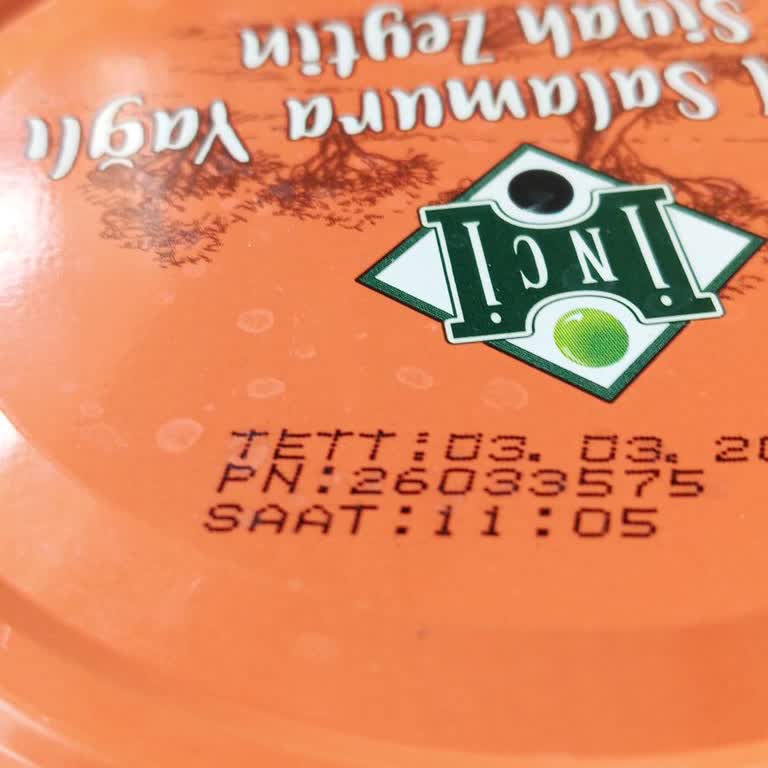 Salamura Yağlı
Siyah Zeytin
İNCİ
TETT:03. 03. 20
PN:26033575
SAAT:11:05